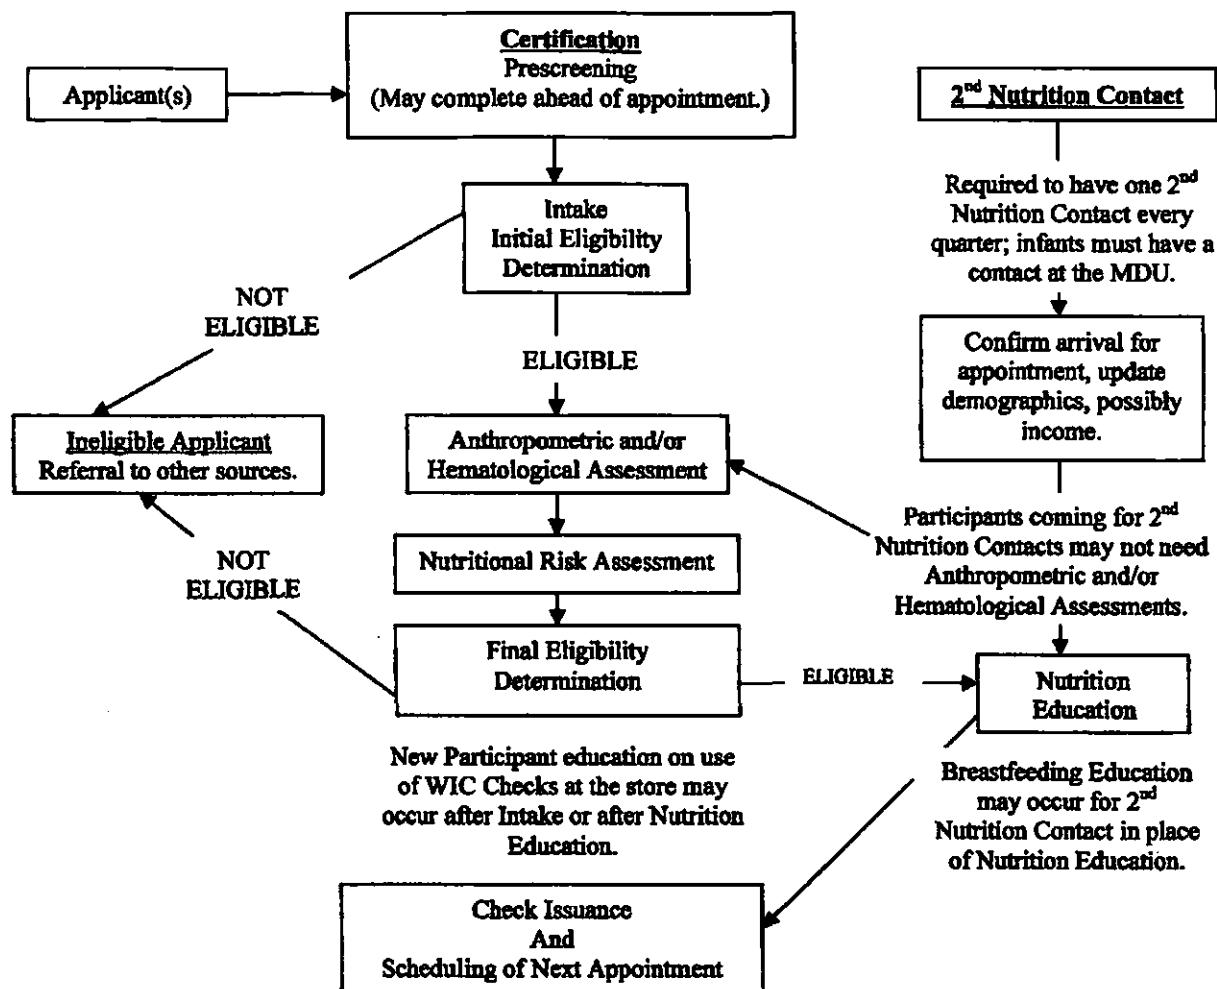 Certification
Prescreening
(May complete ahead of appointment.)
Applicant(s)
Intake
Initial Eligibility
Determination
NOT
ELIGIBLE
ELIGIBLE
Ineligible Applicant
Referral to other sources.
Anthropometric and/or
Hematological Assessment
NOT
ELIGIBLE
Nutritional Risk Assessment
Final Eligibility
Determination
ELIGIBLE
New Participant education on use
of WIC Checks at the store may
occur after Intake or after Nutrition
Education.
Check Issuance
And
Scheduling of Next Appointment
2nd Nutrition Contact
Required to have one 2nd
Nutrition Contact every
quarter; infants must have a
contact at the MDU.
Confirm arrival for
appointment, update
demographics, possibly
income.
Participants coming for 2nd
Nutrition Contacts may not need
Anthropometric and/or
Hematological Assessments.
Nutrition
Education
Breastfeeding Education
may occur for 2nd
Nutrition Contact in place
of Nutrition Education.